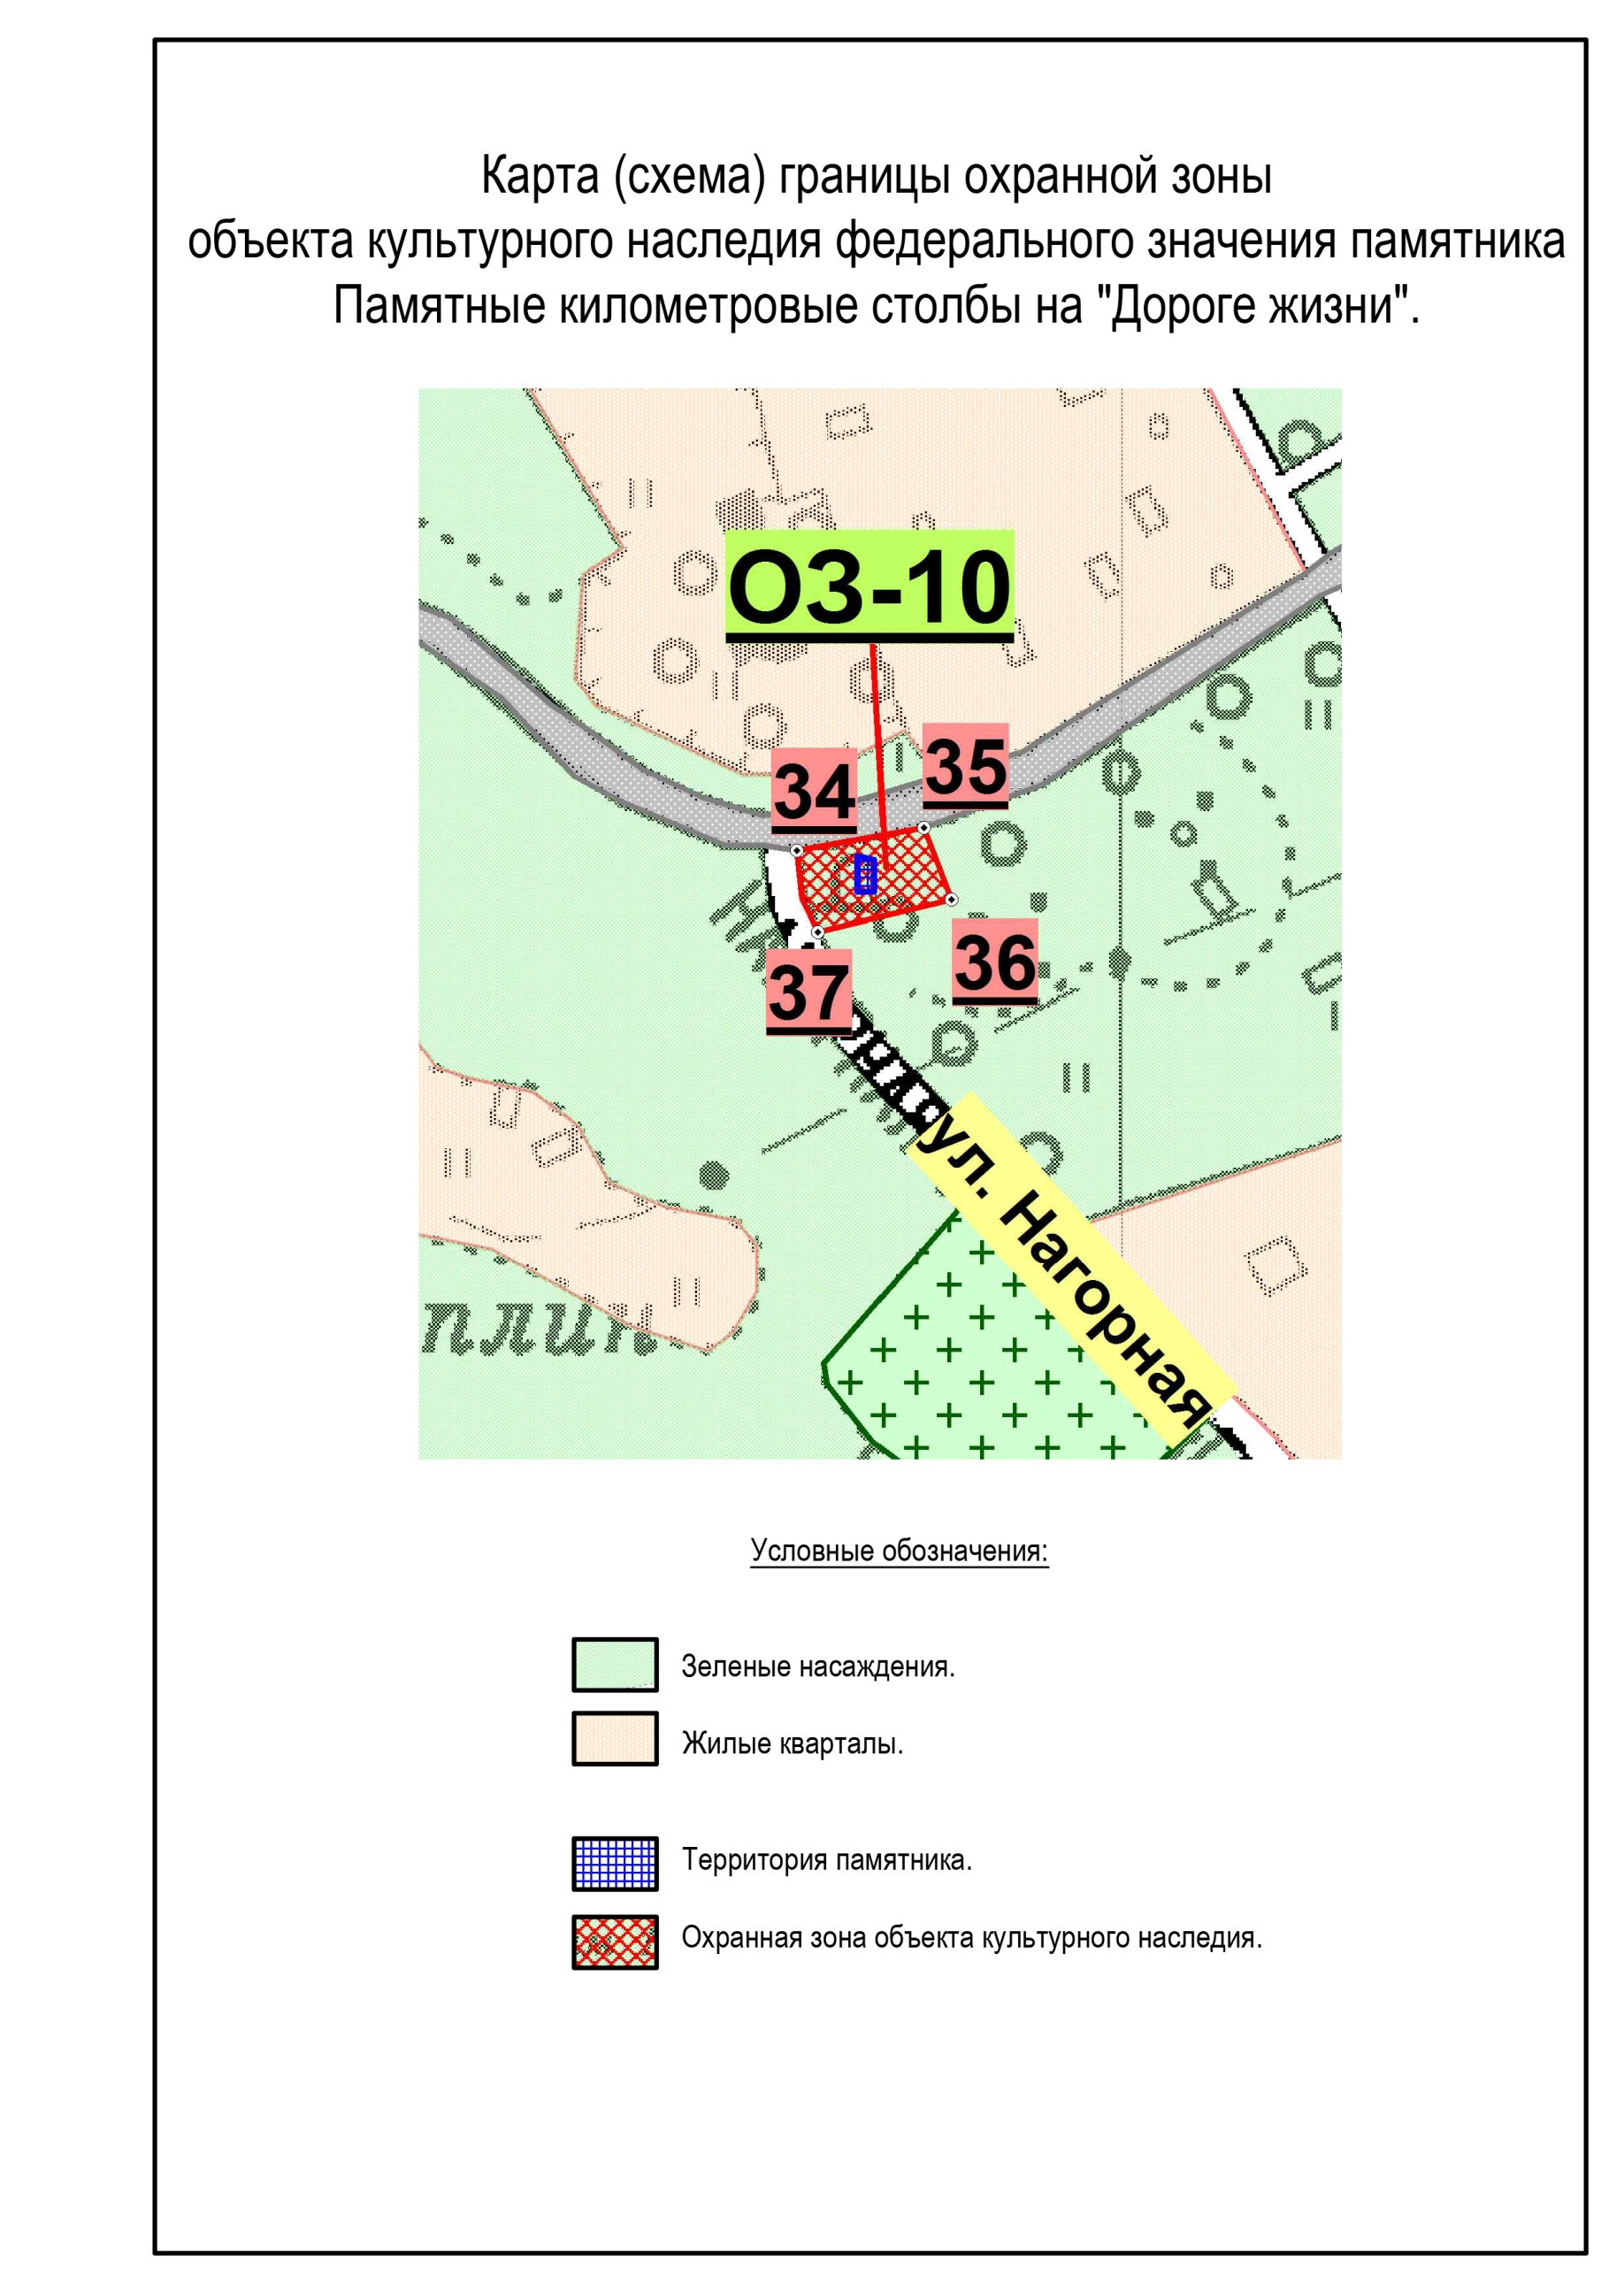 Карта (схема) границы охранной зоны
объекта культурного наследия федерального значения памятника
Памятные километровые столбы на "Дороге жизни".
ОЗ-10
35
34
36
37
ул. Нагорная
плин
Условные обозначения:
Зеленые насаждения.
Жилые кварталы.
Территория памятника.
Охранная зона объекта культурного наследия.